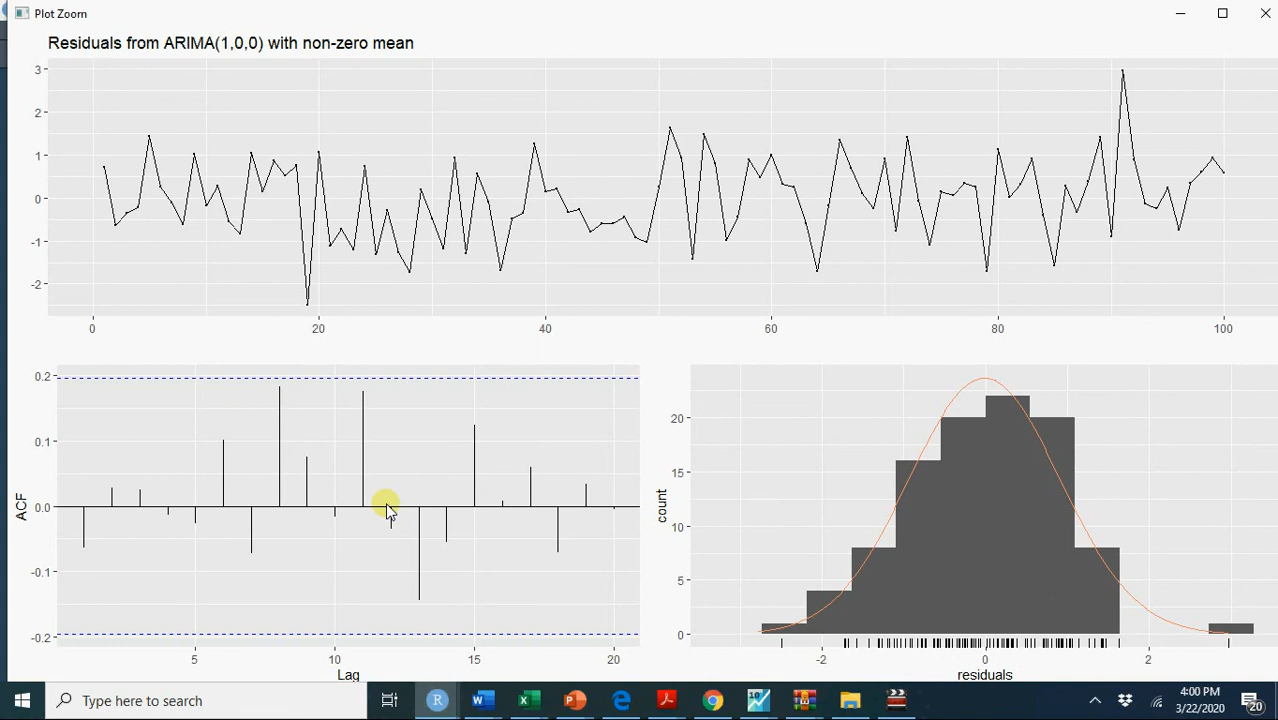 Plot Zoom
Residuals from ARIMA(1,0,0) with non-zero mean
3
2
1
0
-1
-2
0 20 40 60 80 100
0.2
0.1
0.0
-0.1
-0.2
ACF
5 10 15 20
Lag
20
15
10
5
0
count
-2 0 2
residuals
Type here to search
R
10
4:00 PM
3/22/2020
20